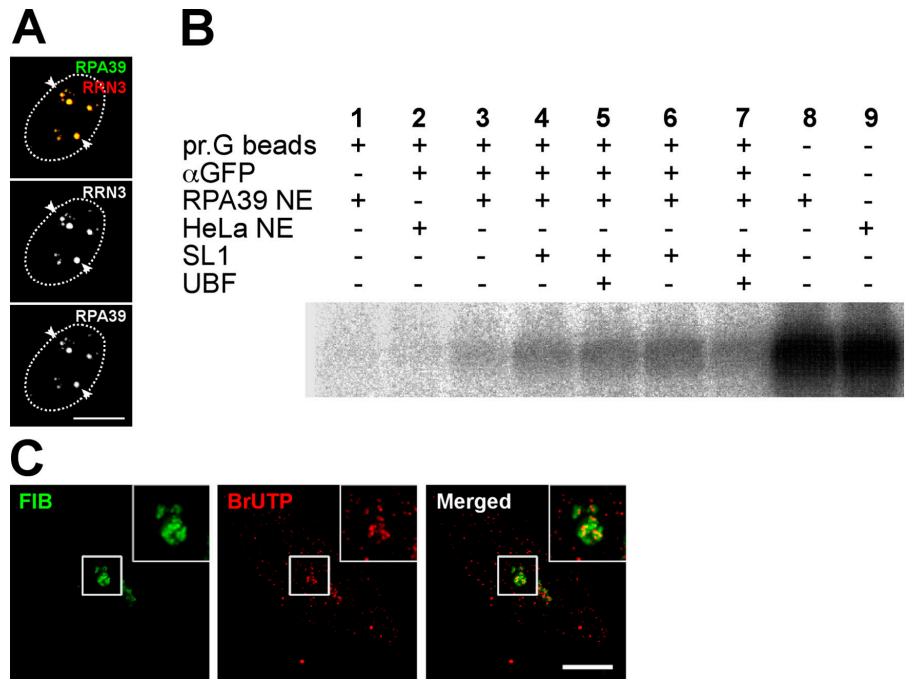 A
RPA39
RRN3
RRN3
RPA39
B
1 2 3 4 5 6 7 8 9
pr.G beads + + + + + + + - -
αGFP - + + + + + + - -
RPA39 NE + - + + + + + + -
HeLa NE - + - - - - - - +
SL1 - - - + + + + - -
UBF - - - - + - + - -
C
FIB
BrUTP
Merged